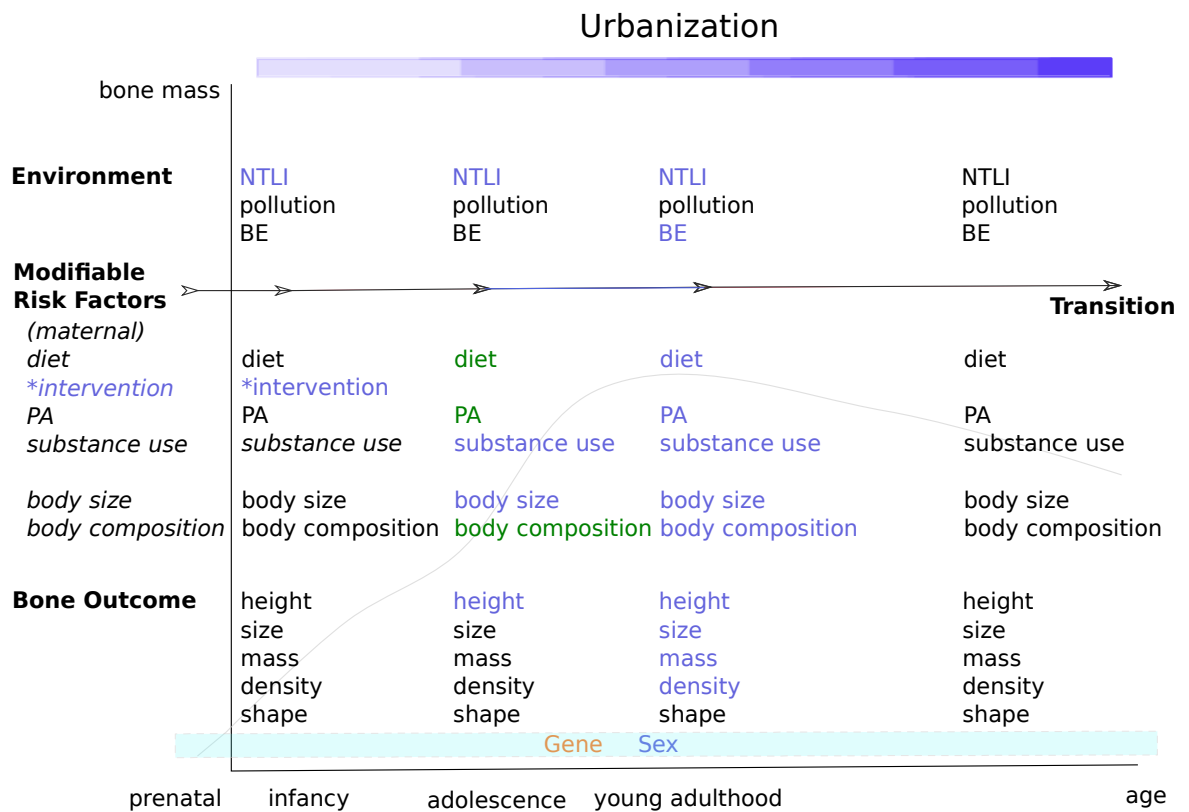 Urbanization
bone mass
Environment NTLI NTLI NTLI NTLI
pollution pollution pollution pollution
BE BE BE BE
Modifiable
Risk Factors
Transition
(maternal)
diet diet diet diet diet
*intervention *intervention
PA PA PA PA PA
substance use substance use substance use substance use substance use
body size body size body size body size body size
body composition body composition body composition body composition body composition
Bone Outcome height height height height
size size size size
mass mass mass mass
density density density density
shape shape shape shape
Gene Sex
prenatal infancy adolescence young adulthood age